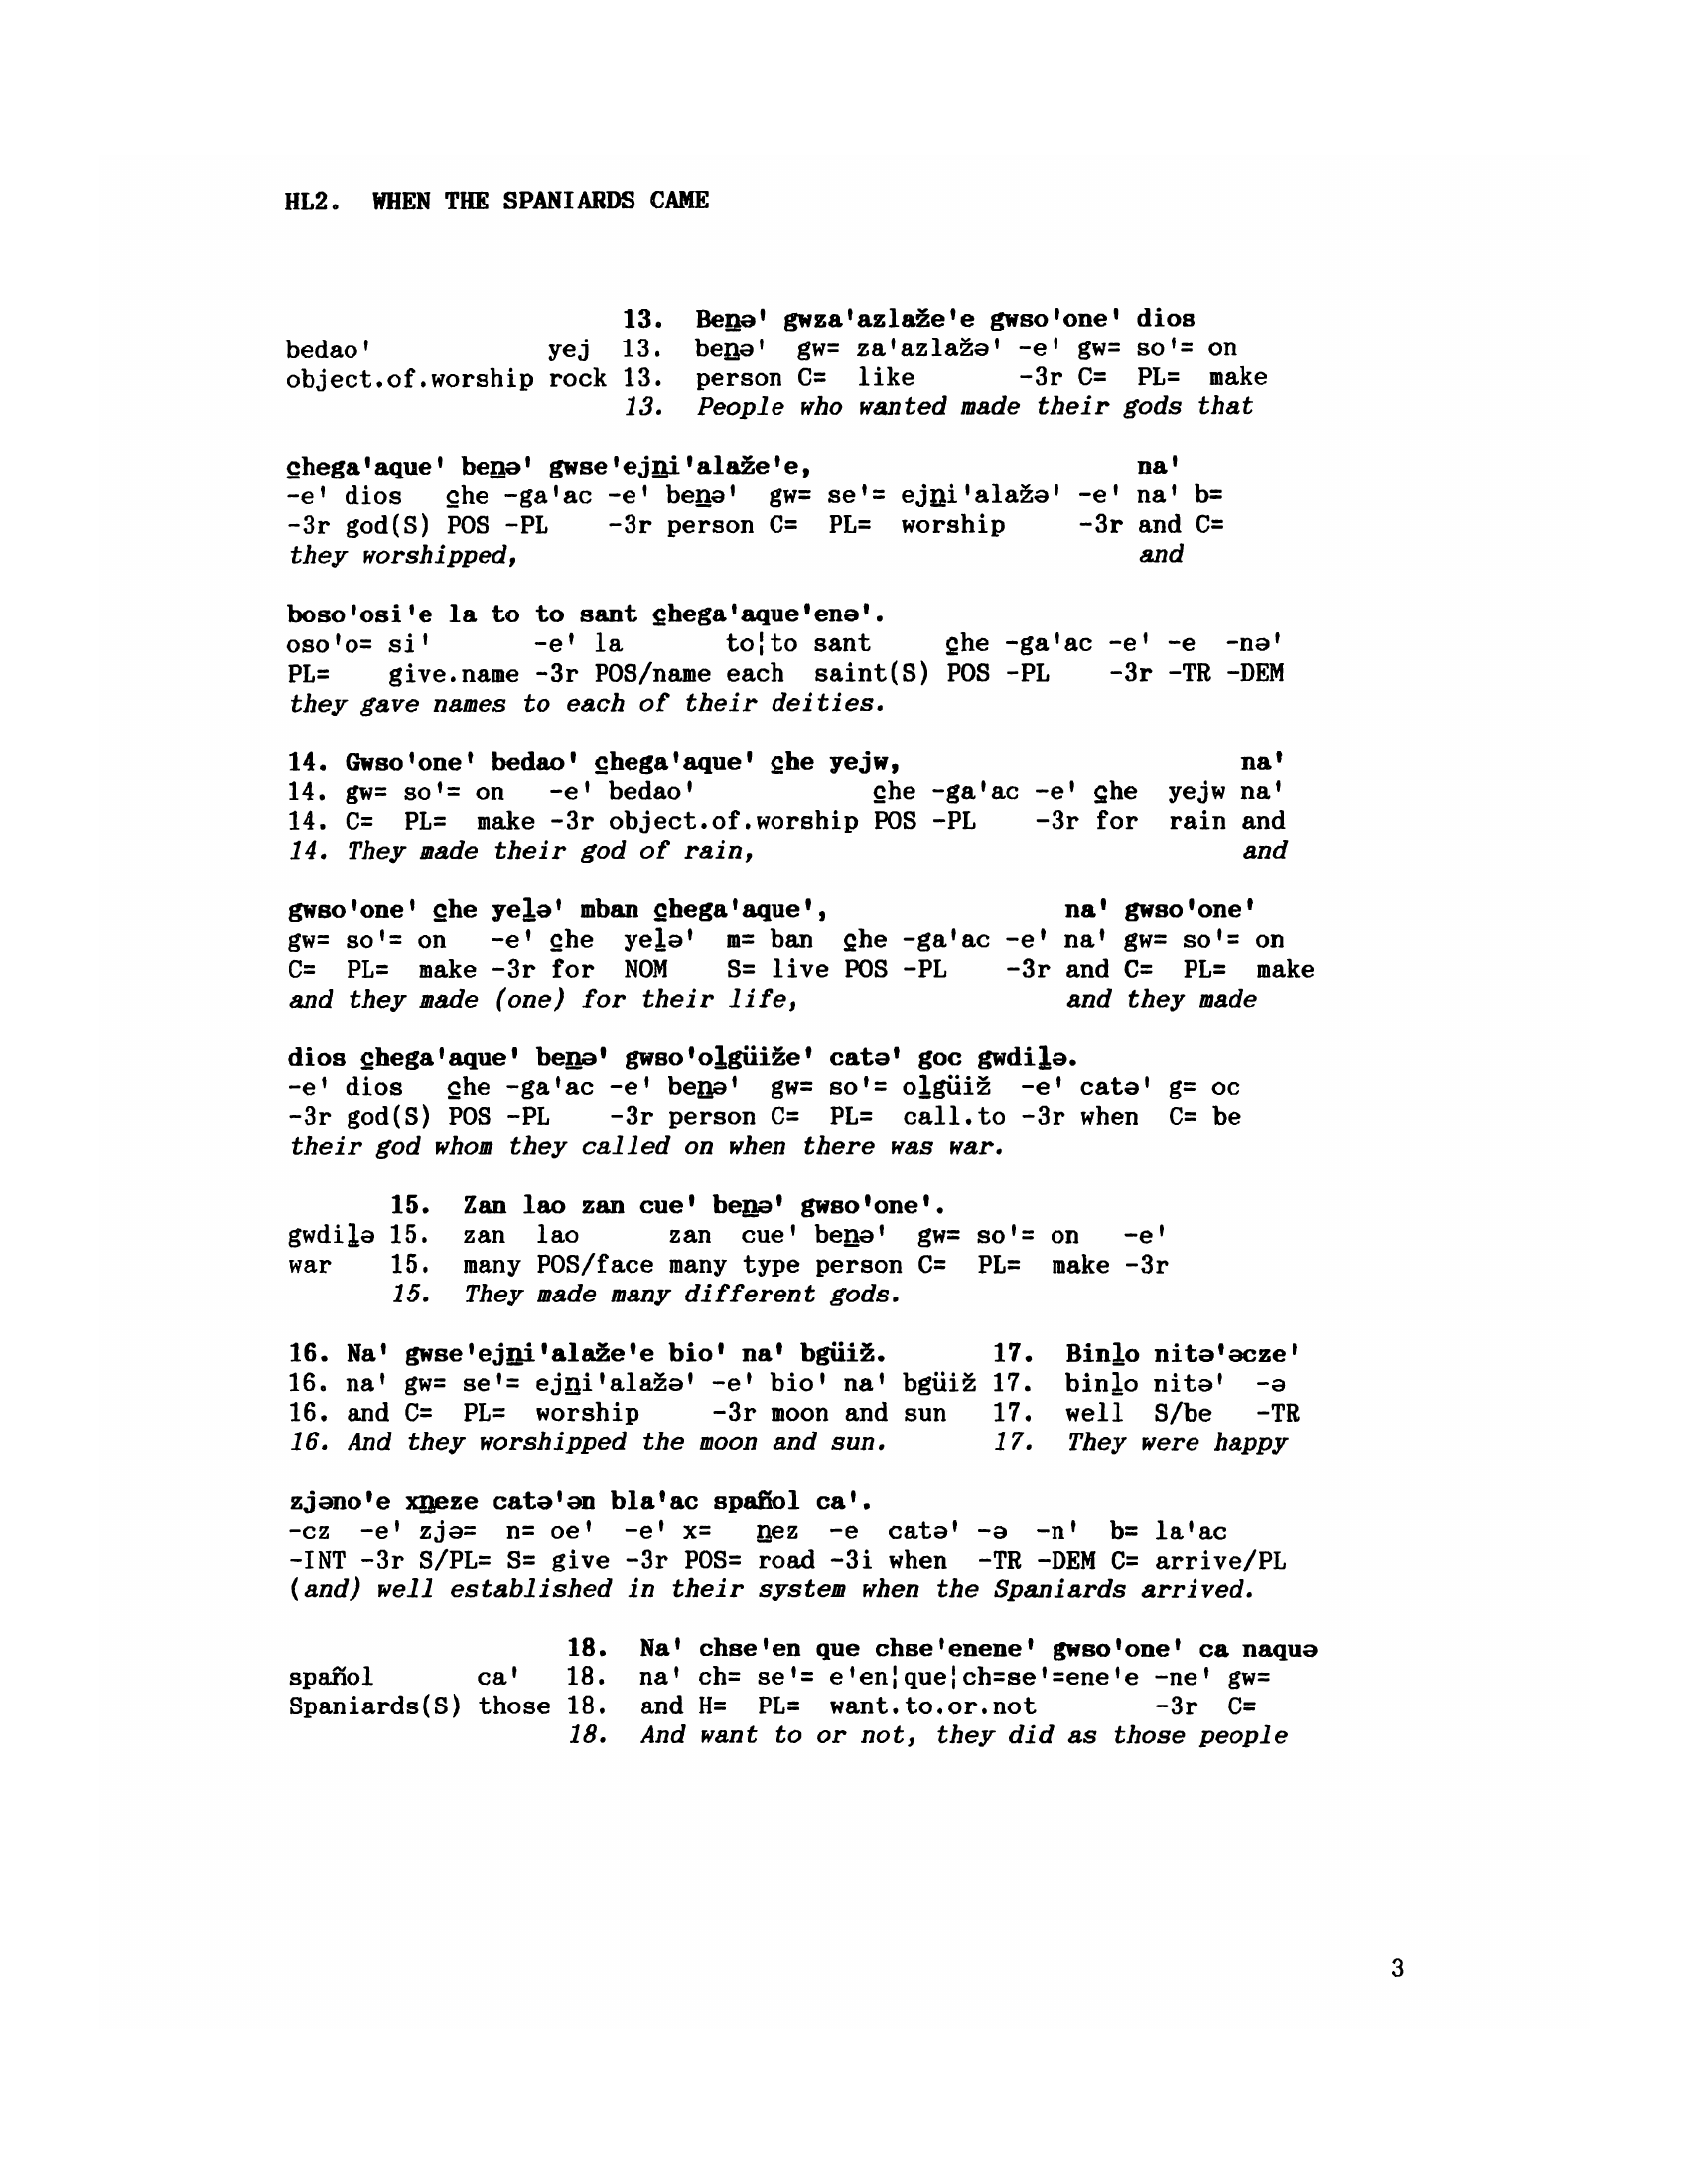 HL2. WHEN THE SPANIARDS CAME
13. Beṉə' gwza'azlaže'e gwso'one' dios
bedao' yej 13. beṉə' gw= za'azlažə' -e' gw= so'= on
object.of.worship rock 13. person C= like -3r C= PL= make
13. People who wanted made their gods that
c̱hega'aque' beṉə' gwse'ejṉi'alaže'e, na'
-e' dios c̱he -ga'ac -e' beṉə' gw= se'= ejṉi'alažə' -e' na' b=
-3r god(S) POS -PL -3r person C= PL= worship -3r and C=
they worshipped, and
boso'osi'e la to to sant c̱hega'aque'enə'.
oso'o= si' -e' la to¦to sant c̱he -ga'ac -e' -e -nə'
PL= give.name -3r POS/name each saint(S) POS -PL -3r -TR -DEM
they gave names to each of their deities.
14. Gwso'one' bedao' c̱hega'aque' c̱he yejw, na'
14. gw= so'= on -e' bedao' c̱he -ga'ac -e' c̱he yejw na'
14. C= PL= make -3r object.of.worship POS -PL -3r for rain and
14. They made their god of rain, and
gwso'one' c̱he yeḻə' mban c̱hega'aque', na' gwso'one'
gw= so'= on -e' c̱he yeḻə' m= ban c̱he -ga'ac -e' na' gw= so'= on
C= PL= make -3r for NOM S= live POS -PL -3r and C= PL= make
and they made (one) for their life, and they made
dios c̱hega'aque' beṉə' gwso'oḻgüiže' catə' goc gwdiḻə.
-e' dios c̱he -ga'ac -e' beṉə' gw= so'= oḻgüiž -e' catə' g= oc
-3r god(S) POS -PL -3r person C= PL= call.to -3r when C= be
their god whom they called on when there was war.
15. Zan lao zan cue' beṉə' gwso'one'.
gwdiḻə 15. zan lao zan cue' beṉə' gw= so'= on -e'
war 15. many POS/face many type person C= PL= make -3r
15. They made many different gods.
16. Na' gwse'ejṉi'alaže'e bio' na' bgüiž. 17. Binḻo nitə'əcze'
16. na' gw= se'= ejṉi'alažə' -e' bio' na' bgüiž 17. binḻo nitə' -ə
16. and C= PL= worship -3r moon and sun 17. well S/be -TR
16. And they worshipped the moon and sun. 17. They were happy
zjəno'e xṉeze catə'ən bla'ac español ca'.
-cz -e' zjə= n= oe' -e' x= ṉez -e catə' -ə -n' b= la'ac
-INT -3r S/PL= S= give -3r POS= road -3i when -TR -DEM C= arrive/PL
(and) well established in their system when the Spaniards arrived.
18. Na' chse'en que chse'enene' gwso'one' ca naquə
spañol ca' 18. na' ch= se'= e'en¦que¦ch=se'=ene'e -ne' gw=
Spaniards(S) those 18. and H= PL= want.to.or.not -3r C=
18. And want to or not, they did as those people
3